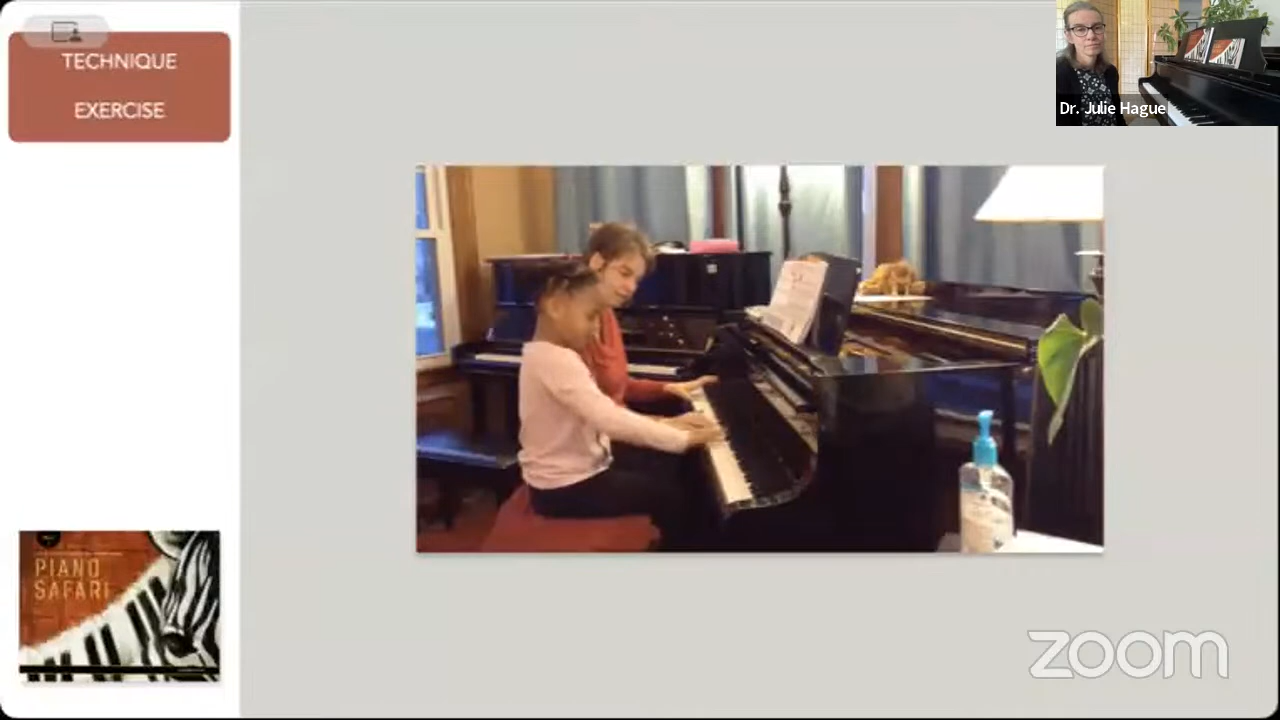 TECHNIQUE
EXERCISE
Dr. Julie Hague
PIANO
SAFARI
zoom